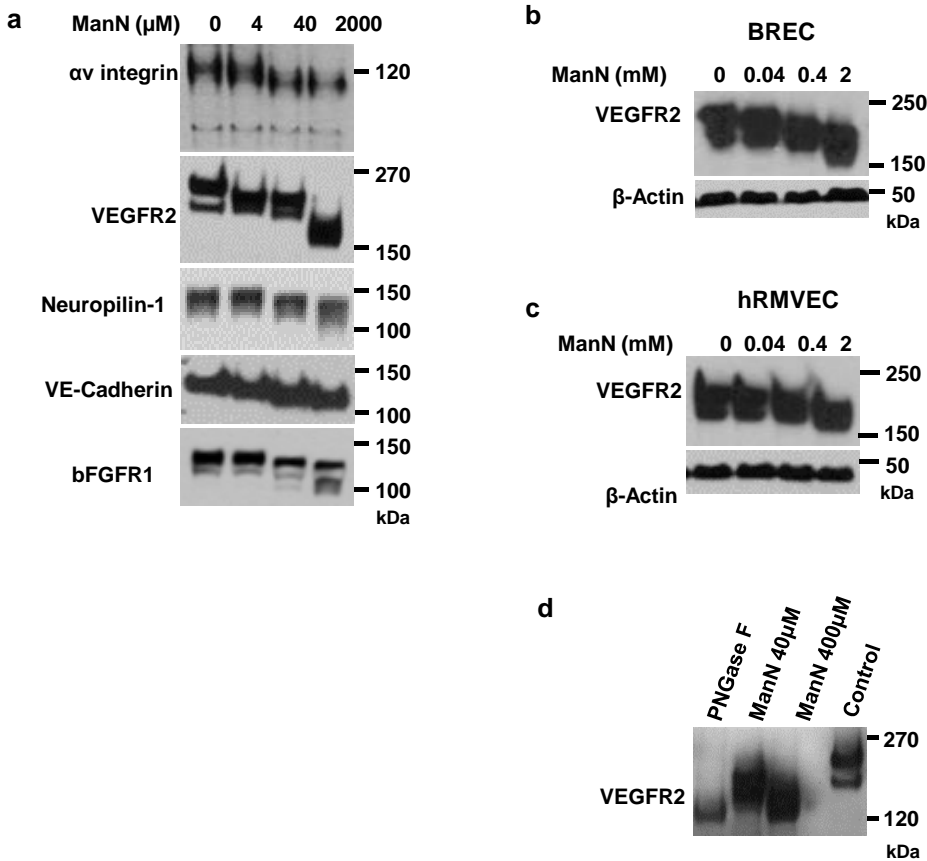 a
ManN (µM) 0 4 40 2000
αv integrin
120
VEGFR2
270
150
Neuropilin-1
150
100
VE-Cadherin
150
100
bFGFR1
150
100
kDa
b
BREC
ManN (mM) 0 0.04 0.4 2
VEGFR2
250
150
β-Actin
50
kDa
c
hRMVEC
ManN (mM) 0 0.04 0.4 2
VEGFR2
250
150
β-Actin
50
kDa
d
PNGase F
ManN 40µM
ManN 400µM
Control
VEGFR2
270
120
kDa